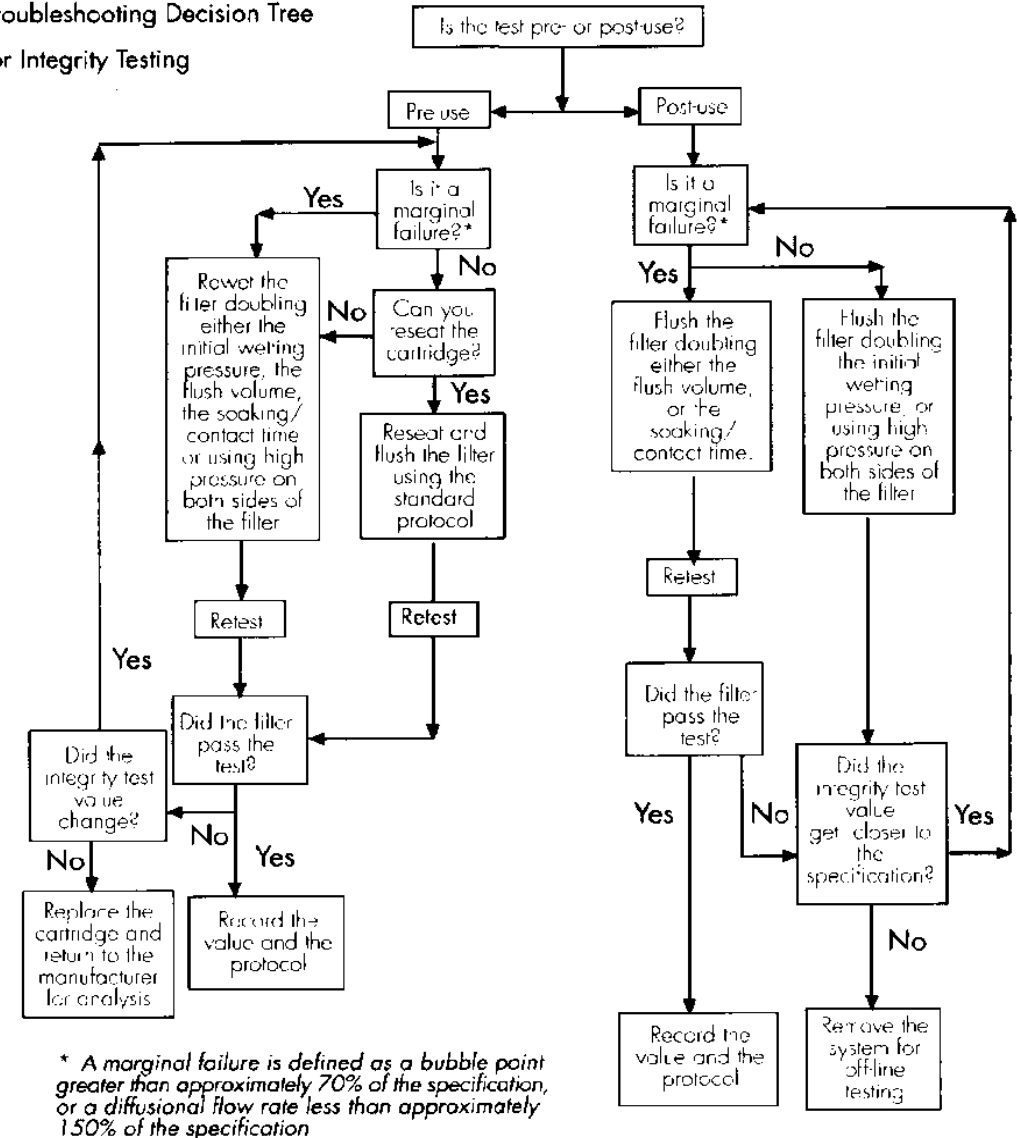 roubleshooting Decision Tree
or Integrity Testing
Is the test pre- or post-use?
Pre use
Post-use
Is it a
marginal
failure?*
Yes
No
Can you
reseat the
cartridge?
No
Yes
Rewet the
filter doubling
either the
initial wetting
pressure, the
flush volume,
the soaking/
contact time
or using high
pressure on
both sides of
the filter
Reseat and
flush the filter
using the
standard
protocol
Retest
Retest
Did the filter
pass the
test?
Yes
Did the
integrity test
value
change?
No
No
Yes
Replace the
cartridge and
return to the
manufacturer
for analysis
Record the
value and the
protocol
Is it a
marginal
failure?*
Yes
No
Flush the
filter doubling
either the
flush volume,
or the
soaking/
contact time.
Flush the
filter doubling
the initial
wetting
pressure, or
using high
pressure on
both sides of
the filter
Retest
Did the filter
pass the
test?
Yes
No
Did the
integrity test
value
get closer to
the
specification?
Yes
No
Record the
value and the
protocol
Remove the
system for
off-line
testing
* A marginal failure is defined as a bubble point
greater than approximately 70% of the specification,
or a diffusional flow rate less than approximately
150% of the specification